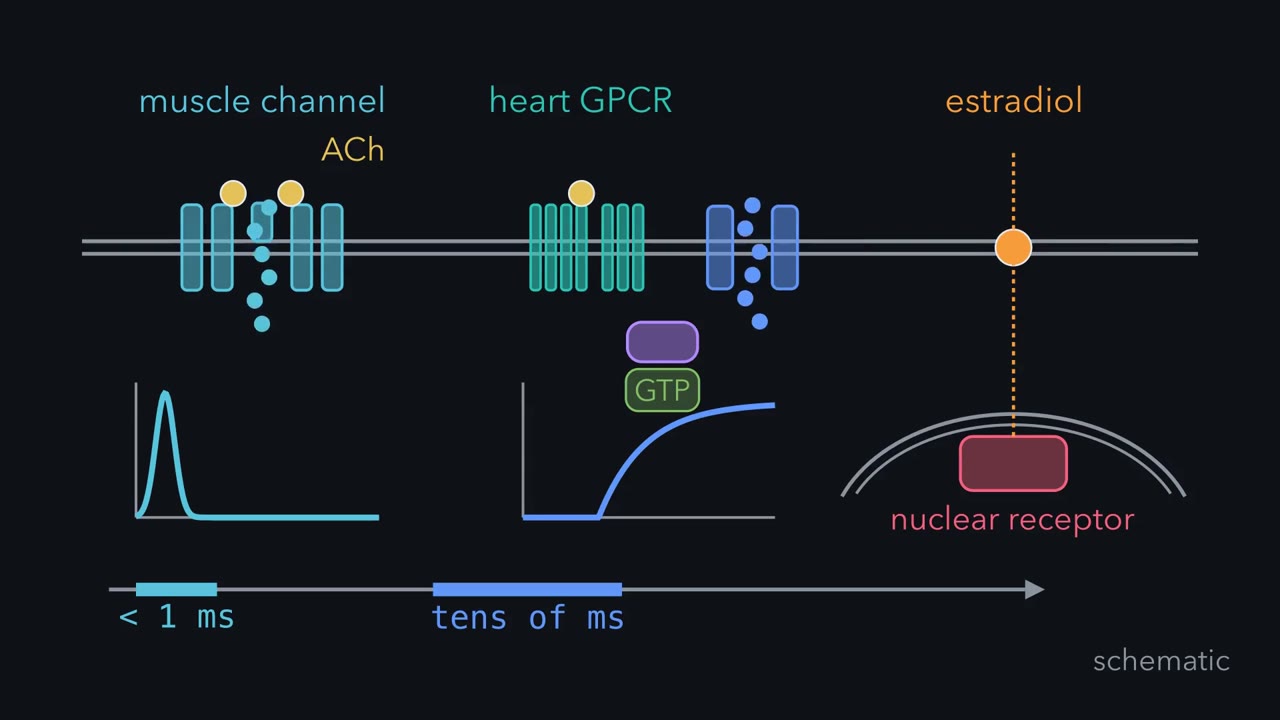 muscle channel
heart GPCR
estradiol
ACh
GTP
nuclear receptor
< 1 ms
tens of ms
schematic